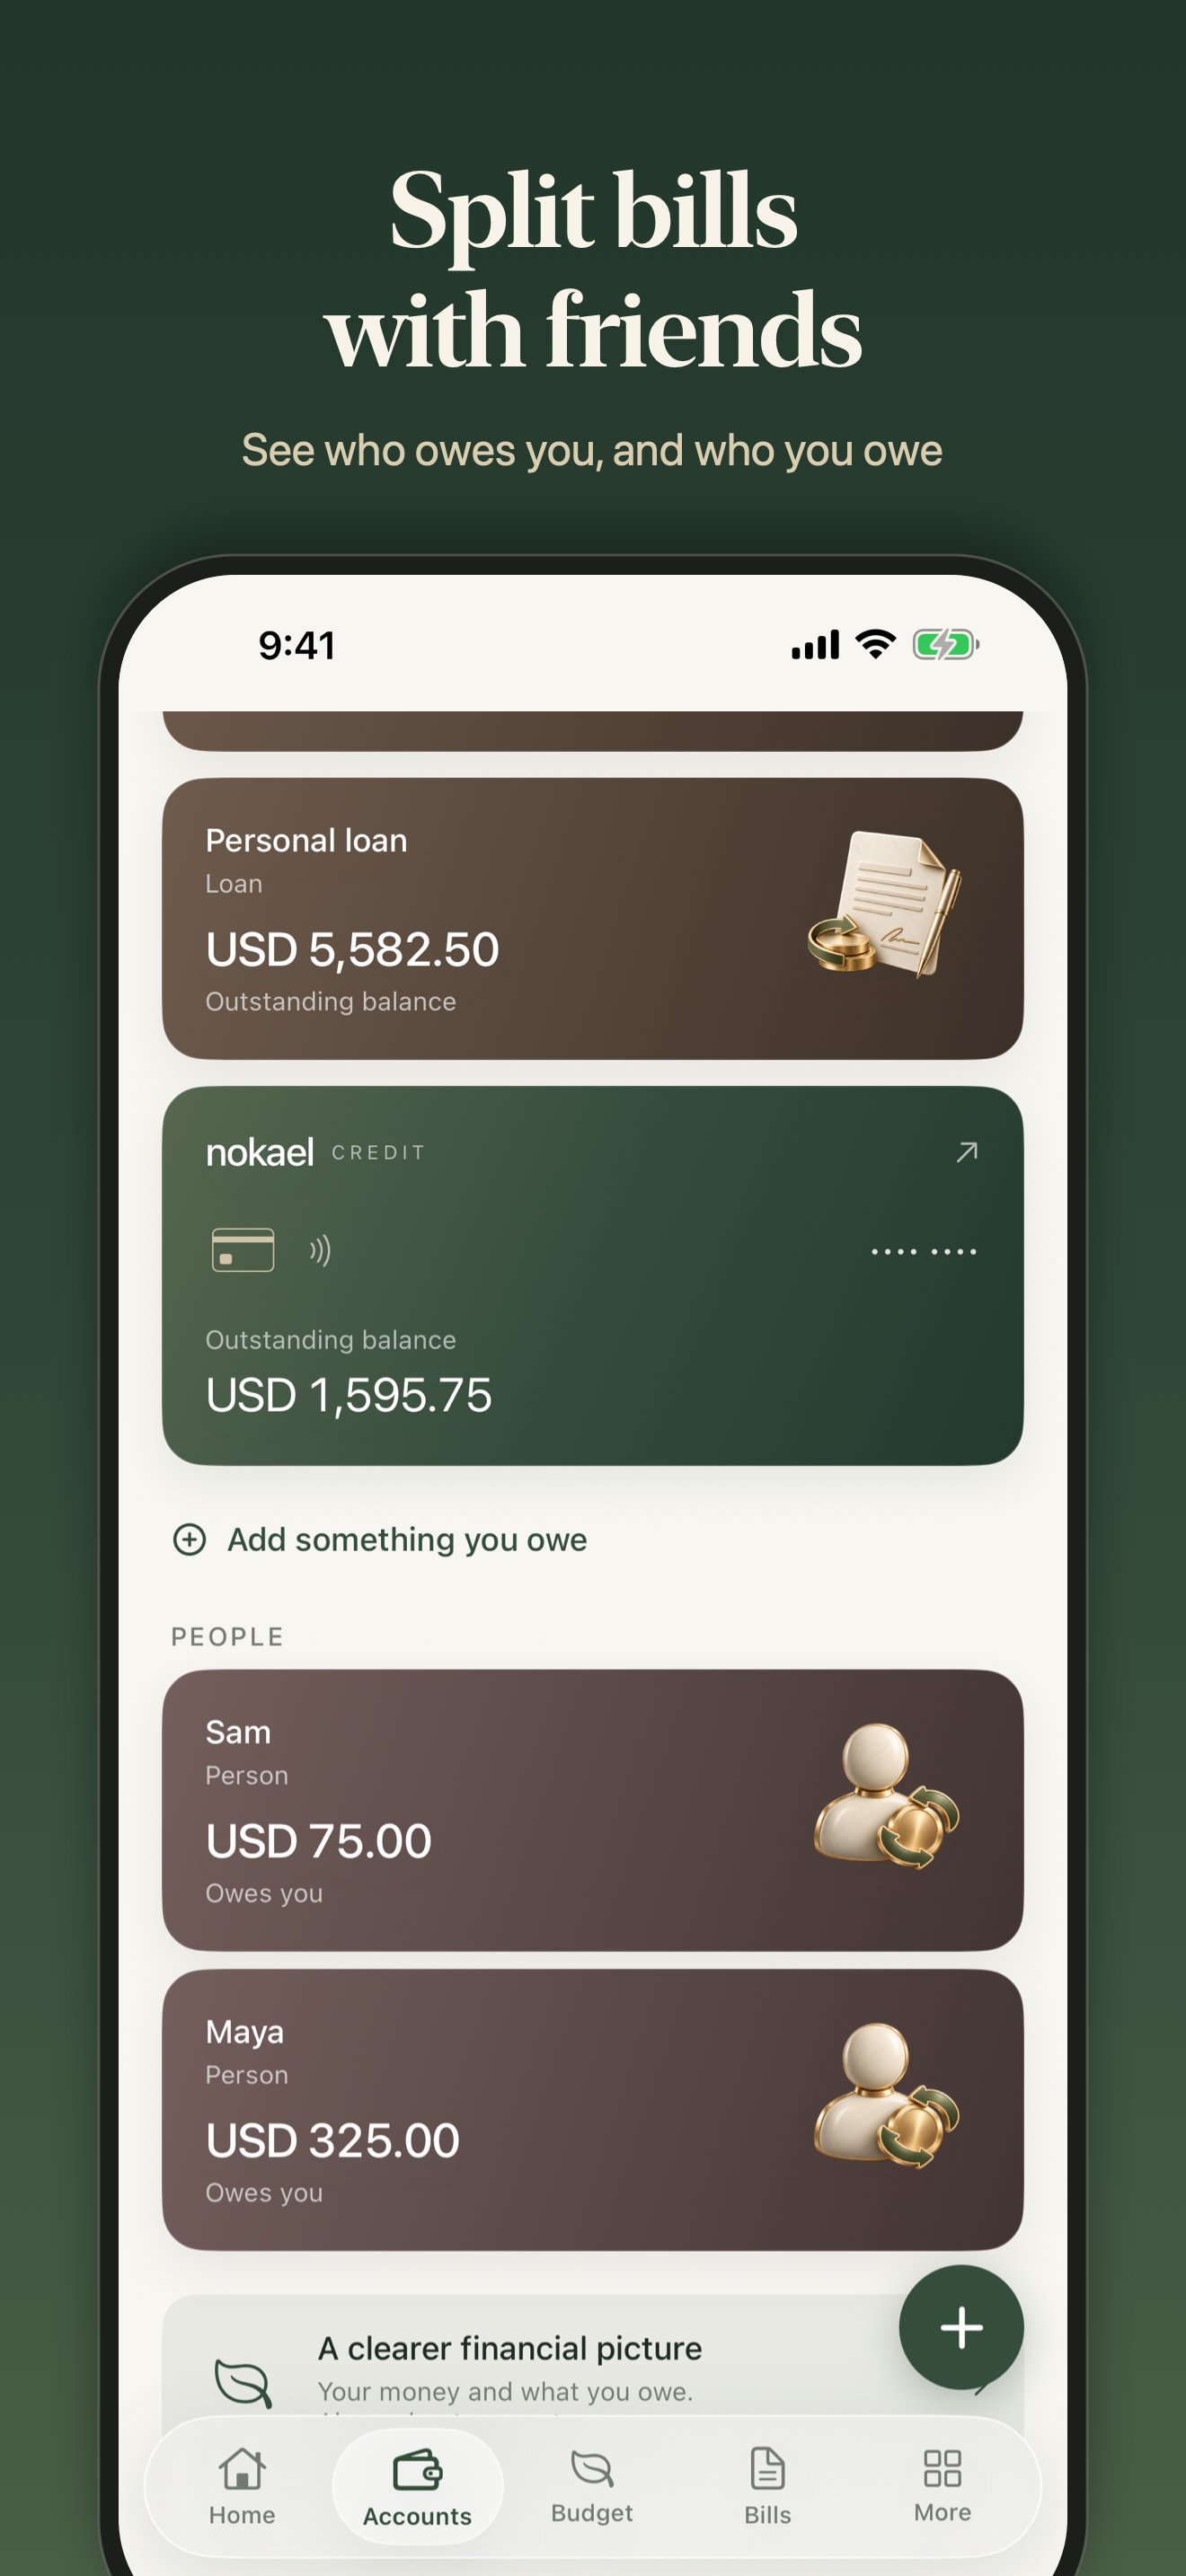 Split bills
with friends
See who owes you, and who you owe
9:41
Personal loan
Loan
USD 5,582.50
Outstanding balance
nokael CREDIT
•••• ••••
Outstanding balance
USD 1,595.75
Add something you owe
PEOPLE
Sam
Person
USD 75.00
Owes you
Maya
Person
USD 325.00
Owes you
A clearer financial picture
Your money and what you owe.
Home
Accounts
Budget
Bills
More